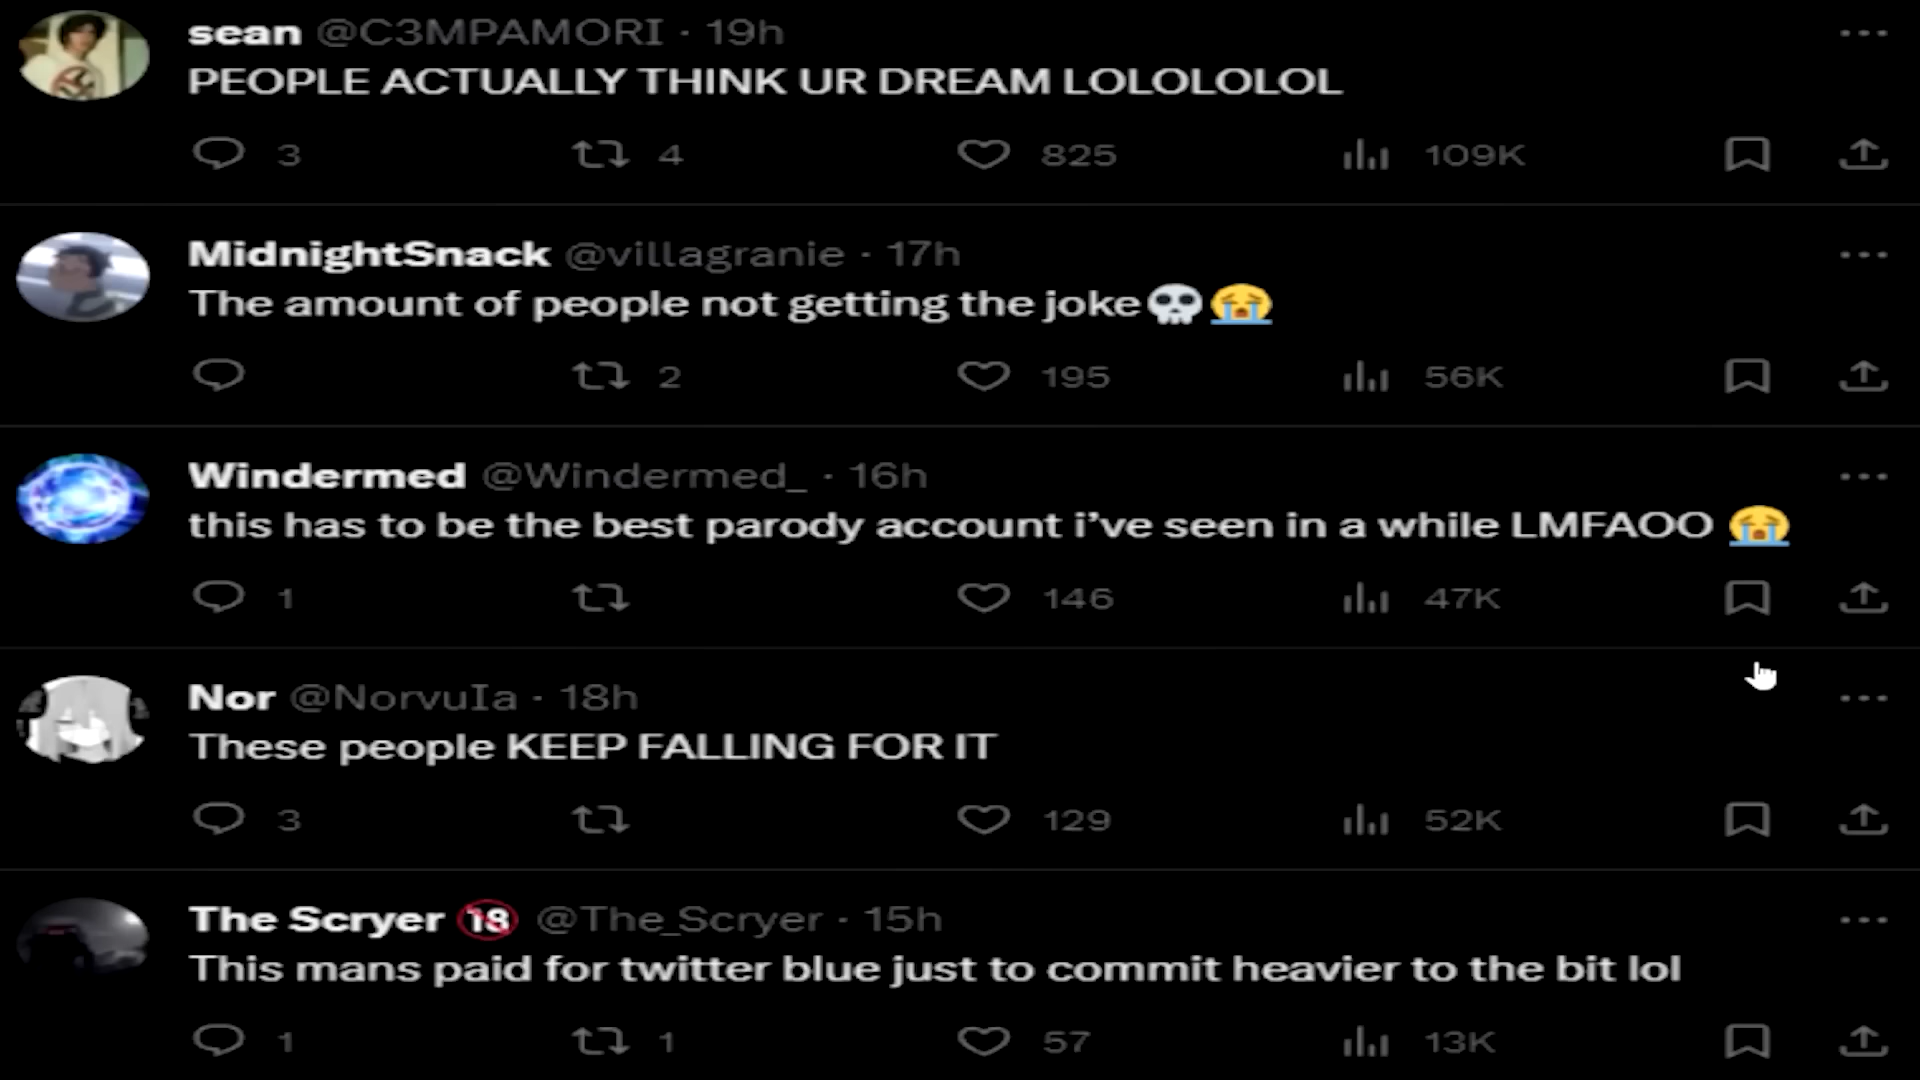 sean @C3MPAMORI · 19h
PEOPLE ACTUALLY THINK UR DREAM LOLOLOLOL
3 4 825 109K
MidnightSnack @villagranie · 17h
The amount of people not getting the joke💀😭
2 195 56K
Windermed @Windermed_ · 16h
this has to be the best parody account i’ve seen in a while LMFAOO 😭
1 146 47K
Nor @NorvuIa · 18h
These people KEEP FALLING FOR IT
3 129 52K
The Scryer 🔞 @The_Scryer · 15h
This mans paid for twitter blue just to commit heavier to the bit lol
1 1 57 13K